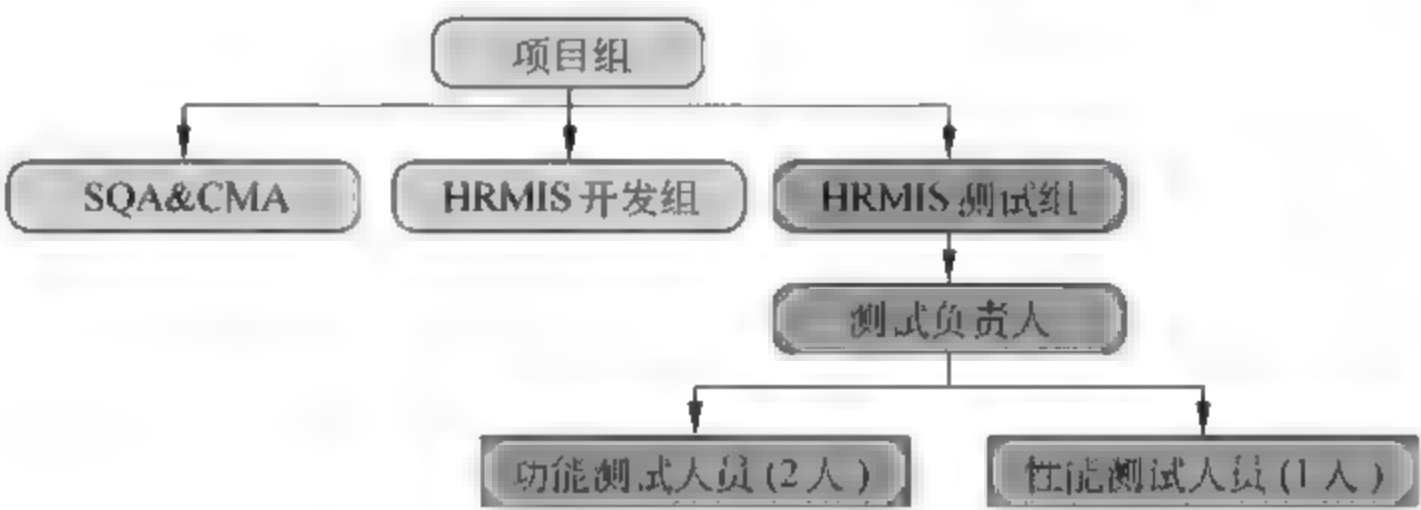 项目组
SQA&CMA
HRMIS 开发组
HRMIS 测试组
测试负责人
功能测试人员(2人)
性能测试人员(1人)